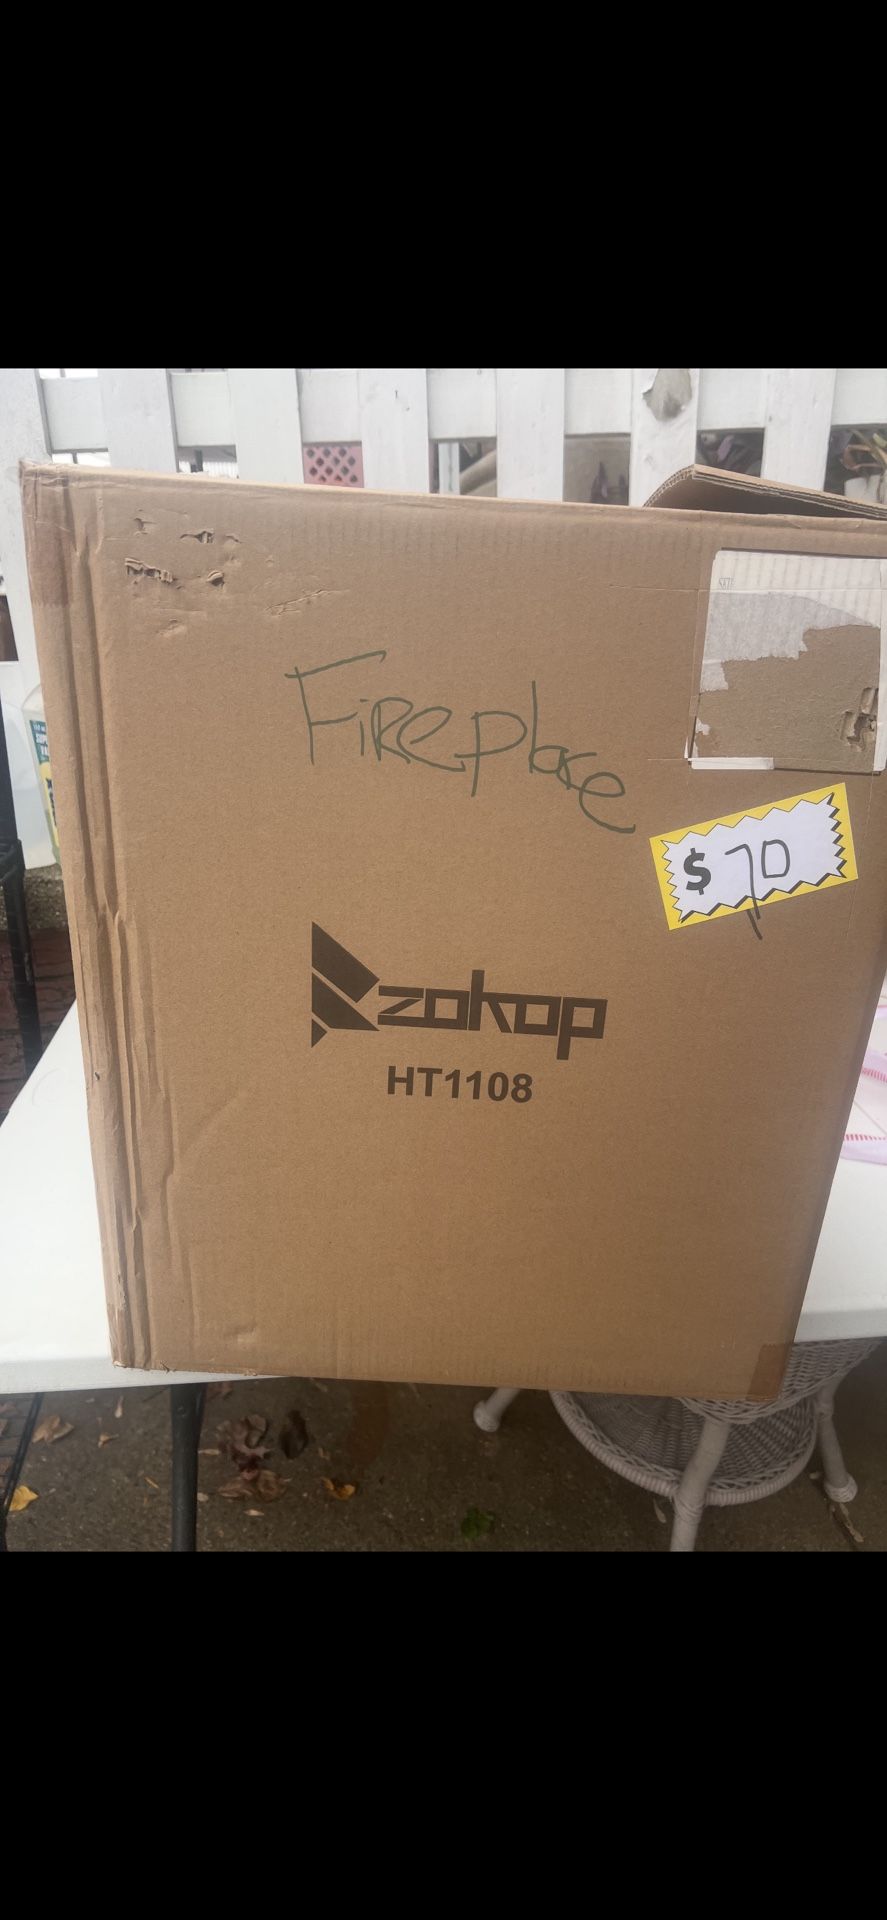 Fireplace
$ 70
zokop
HT1108